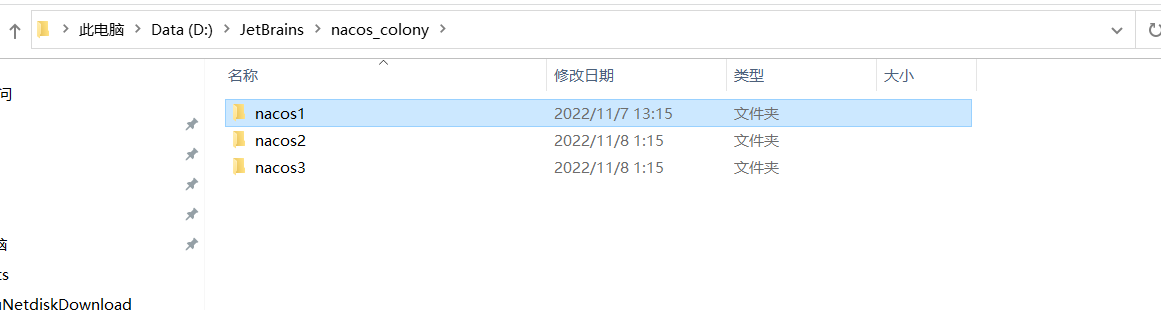 此电脑 Data (D:) JetBrains nacos_colony
名称 修改日期 类型 大小
问
nacos1 2022/11/7 13:15 文件夹
nacos2 2022/11/8 1:15 文件夹
nacos3 2022/11/8 1:15 文件夹
脑
ts
NetdiskDownload